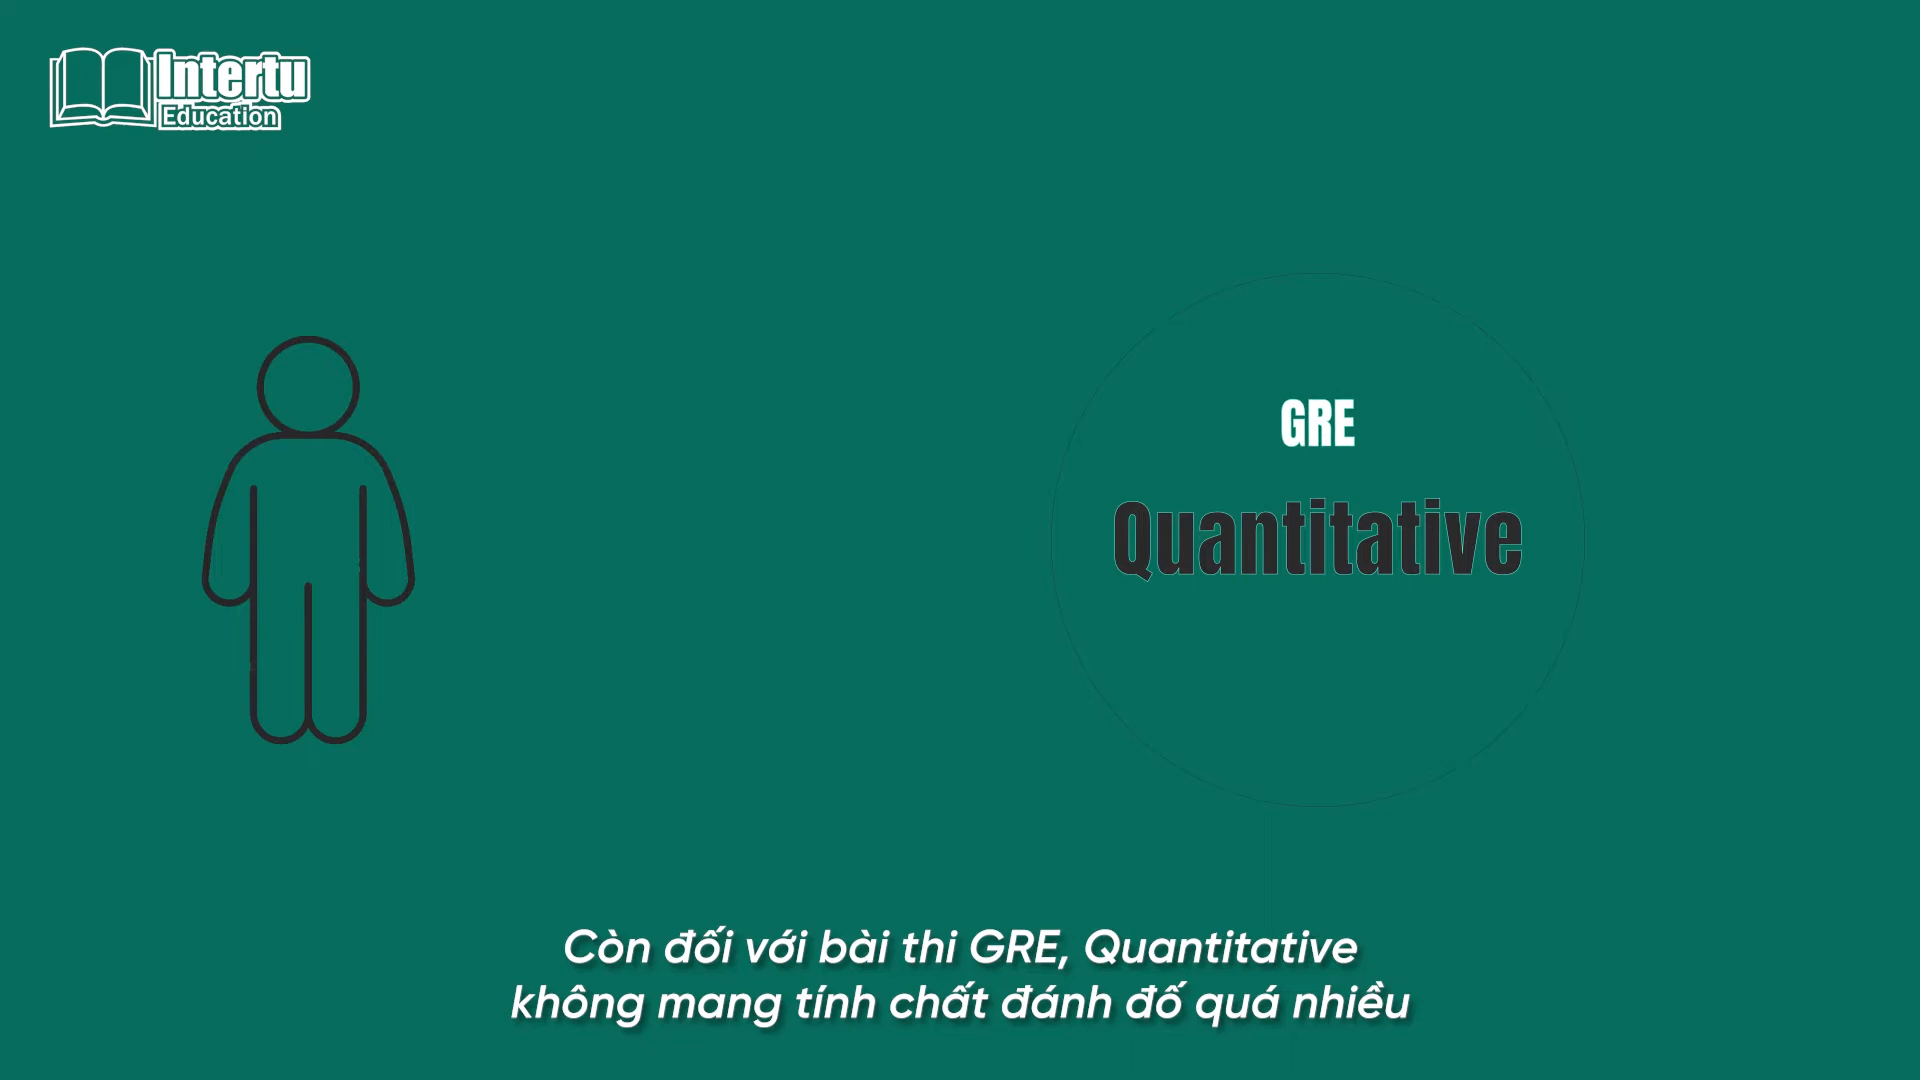 Intertu
Education
GRE
Quantitative
Còn đối với bài thi GRE, Quantitative
không mang tính chất đánh đố quá nhiều